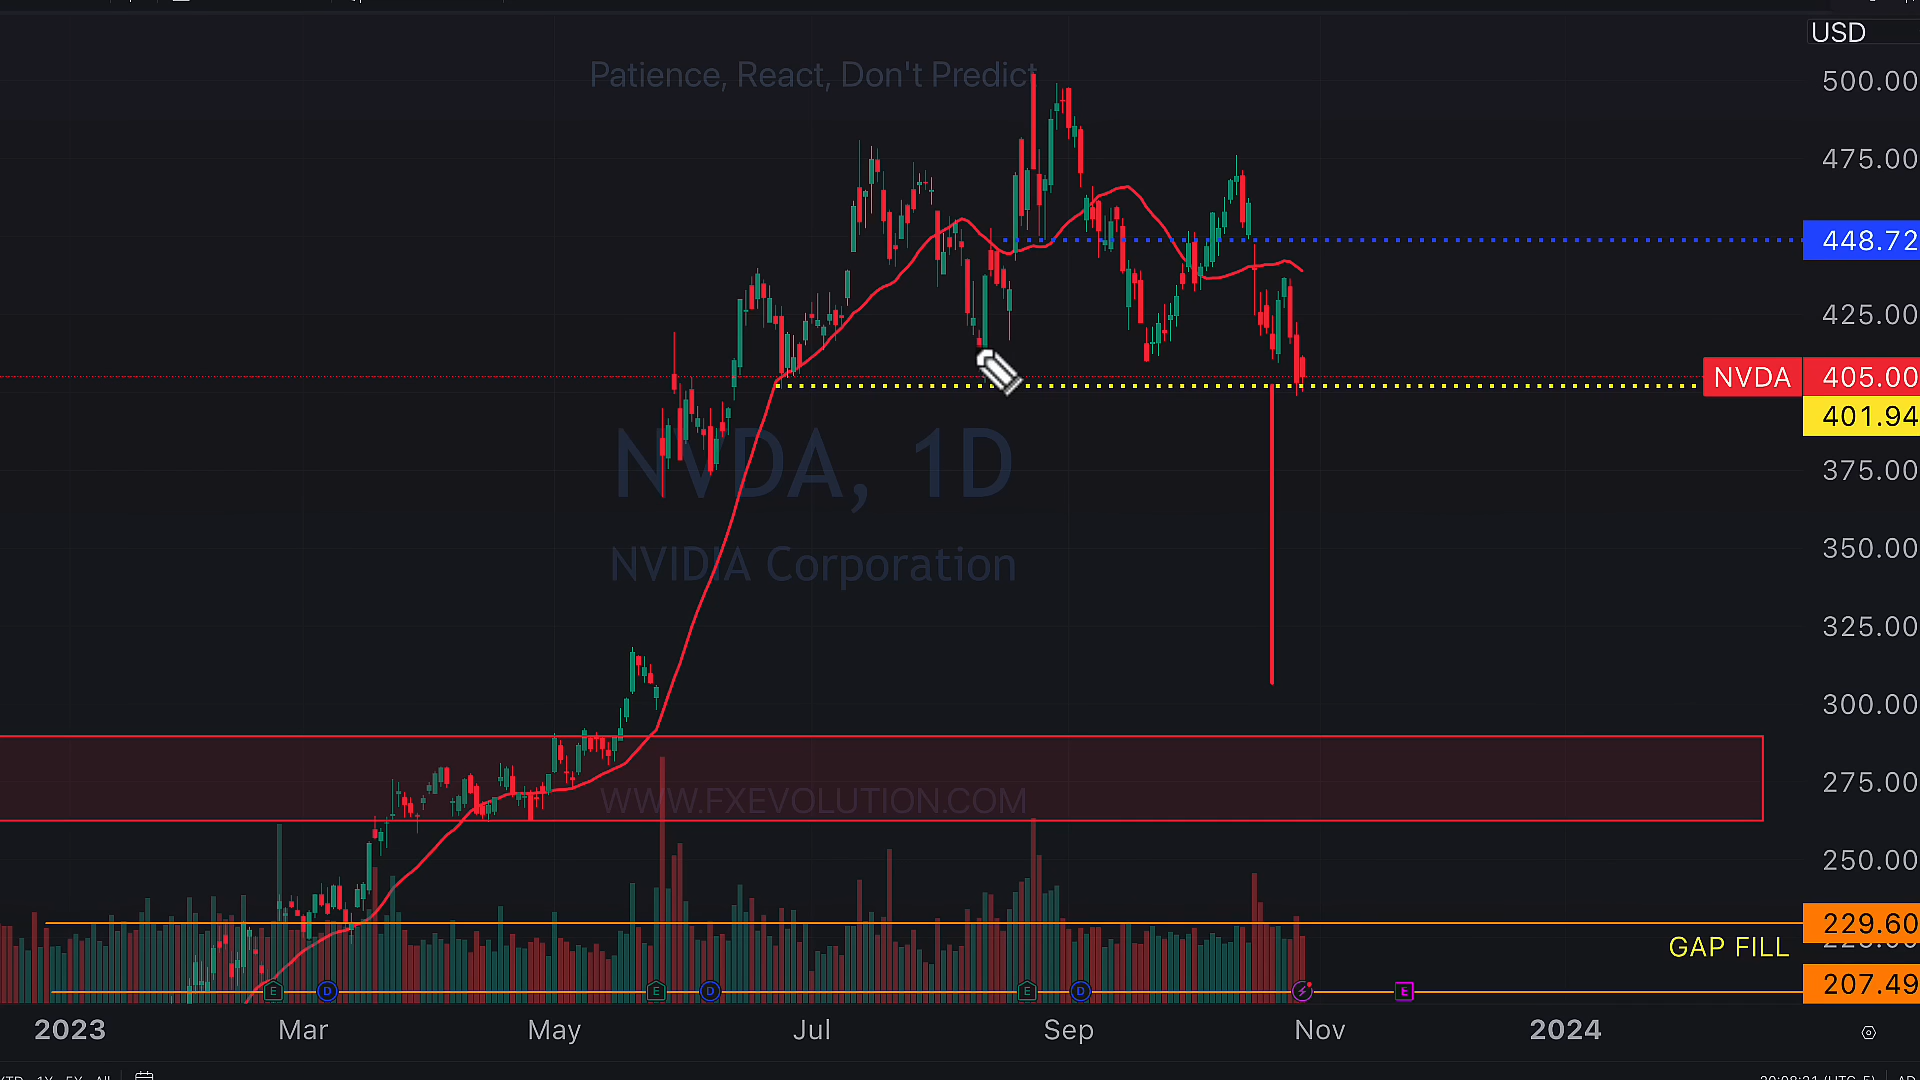 USD
Patience, React, Don't Predict
500.00
475.00
448.72
425.00
NVDA 405.00
401.94
NVDA, 1D
375.00
NVIDIA Corporation
350.00
325.00
300.00
275.00
WWW.FXEVOLUTION.COM
250.00
229.60
GAP FILL
207.49
E D E D E D E
2023 Mar May Jul Sep Nov 2024